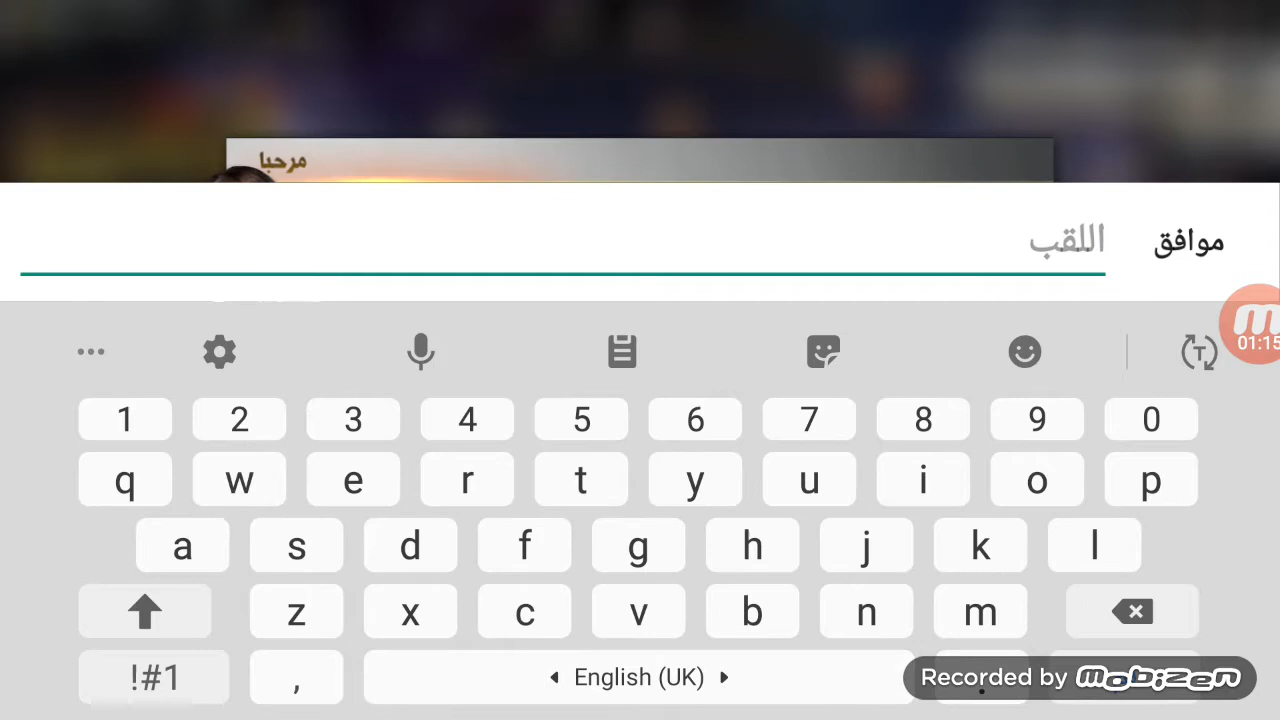 مرحبا
اللقب
موافق
01:15
1 2 3 4 5 6 7 8 9 0
q w e r t y u i o p
a s d f g h j k l
z x c v b n m
!#1 , English (UK) .
Recorded by mobizen